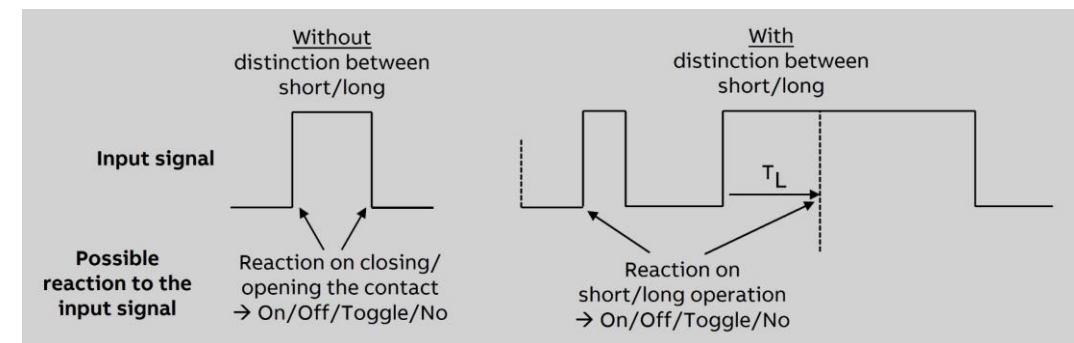 Without
distinction between
short/long
With
distinction between
short/long
Input signal
T_L
Possible
reaction to the
input signal
Reaction on closing/
opening the contact
→ On/Off/Toggle/No
Reaction on
short/long operation
→ On/Off/Toggle/No